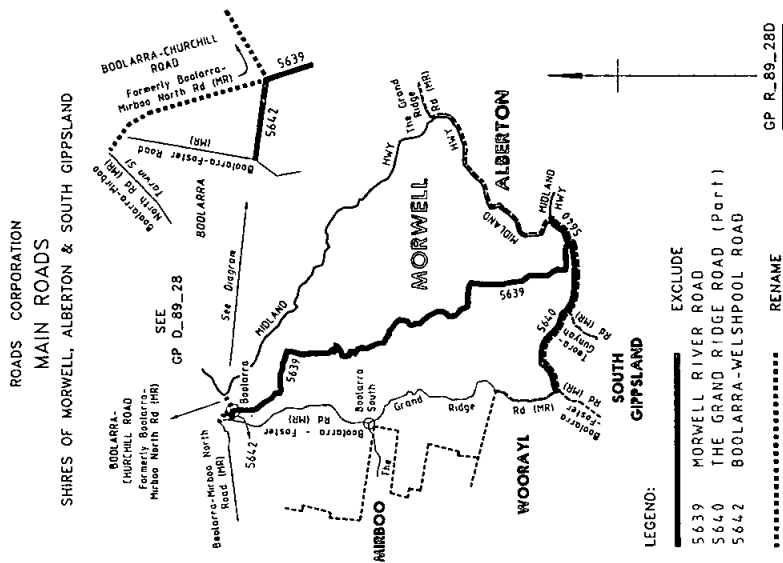 ROADS CORPORATION
MAIN ROADS
SHIRES OF MORWELL, ALBERTON & SOUTH GIPPSLAND
BOOLARRA-
CHURCHILL ROAD
Formerly Boolarra-
Mirboo North Rd (MR)
SEE
GP D_89_28
BOOLARRA-CHURCHILL
ROAD
Formerly Boolarra-
Mirboo North Rd (MR)
Boolarra-Mirboo
North Rd (MR)
Tarwin St
Boolarra-Foster Road
(MR)
5642
5639
BOOLARRA
See Diagram
Boolarra-Mirboo North
Road (MR)
5642
Boolarra
5639
MIDLAND
HWY
The Grand
Ridge
Rd (MR)
HWY
MIRBOO
Boolarra - Foster
Rd (MR)
Boolarra
South
The
Grand
Ridge
Rd (MR)
MORWELL
ALBERTON
MIDLAND
5639
WOORAYL
MIDLAND
HWY
5640
5640
Boolarra-
Foster
Rd (MR)
Toora-
Gunyah
Rd (MR)
SOUTH
GIPPSLAND
LEGEND:
EXCLUDE
5639 MORWELL RIVER ROAD
5640 THE GRAND RIDGE ROAD (Part)
5642 BOOLARRA-WELSHPOOL ROAD
RENAME
GP R_89_28D